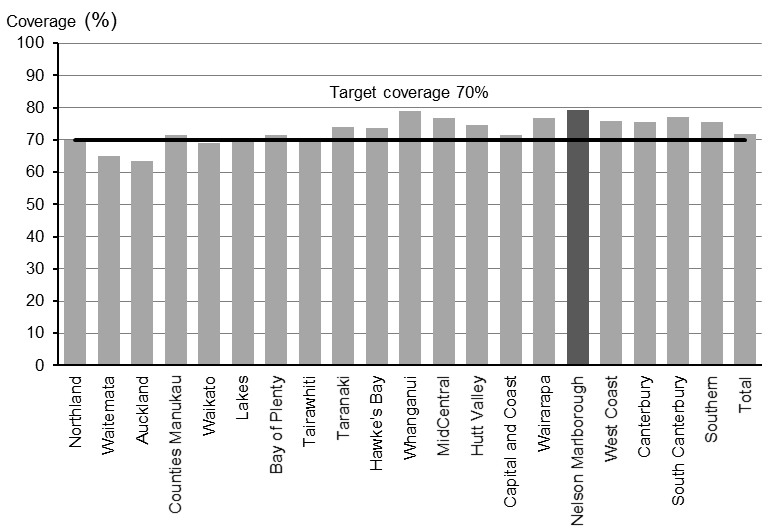 Coverage (%)
100
90
Target coverage 70%
80
70
60
50
40
30
20
10
0
Northland
Waitemata
Auckland
Counties Manukau
Waikato
Lakes
Bay of Plenty
Tairawhiti
Taranaki
Hawke's Bay
Whanganui
MidCentral
Hutt Valley
Capital and Coast
Wairarapa
Nelson Marlborough
West Coast
Canterbury
South Canterbury
Southern
Total